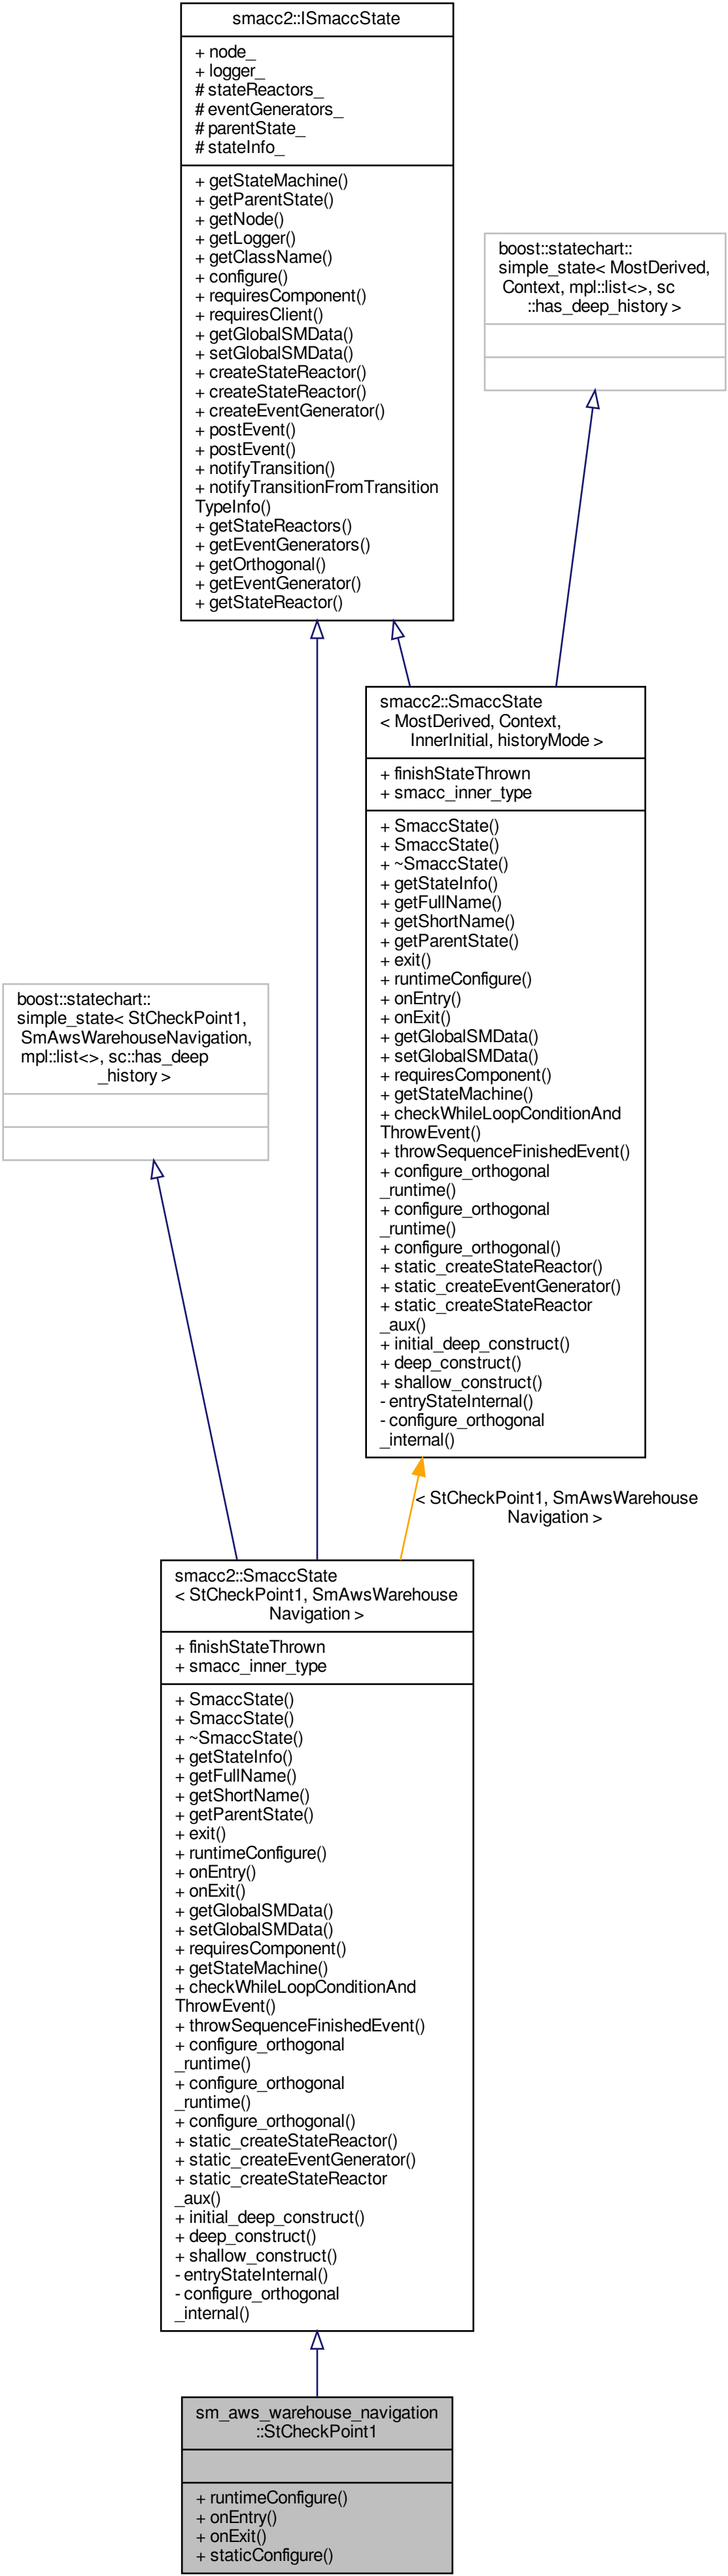 smacc2::ISmaccState
+ node_
+ logger_
# stateReactors_
# eventGenerators_
# parentState_
# stateInfo_
+ getStateMachine()
+ getParentState()
+ getNode()
+ getLogger()
+ getClassName()
+ configure()
+ requiresComponent()
+ requiresClient()
+ getGlobalSMData()
+ setGlobalSMData()
+ createStateReactor()
+ createStateReactor()
+ createEventGenerator()
+ postEvent()
+ postEvent()
+ notifyTransition()
+ notifyTransitionFromTransition
TypeInfo()
+ getStateReactors()
+ getEventGenerators()
+ getOrthogonal()
+ getEventGenerator()
+ getStateReactor()
boost::statechart::
simple_state< MostDerived,
Context, mpl::list<>, sc
::has_deep_history >
smacc2::SmaccState
< MostDerived, Context,
InnerInitial, historyMode >
+ finishStateThrown
+ smacc_inner_type
+ SmaccState()
+ SmaccState()
+ ~SmaccState()
+ getStateInfo()
+ getFullName()
+ getShortName()
+ getParentState()
+ exit()
+ runtimeConfigure()
+ onEntry()
+ onExit()
+ getGlobalSMData()
+ setGlobalSMData()
+ requiresComponent()
+ getStateMachine()
+ checkWhileLoopConditionAnd
ThrowEvent()
+ throwSequenceFinishedEvent()
+ configure_orthogonal
_runtime()
+ configure_orthogonal
_runtime()
+ configure_orthogonal()
+ static_createStateReactor()
+ static_createEventGenerator()
+ static_createStateReactor
_aux()
+ initial_deep_construct()
+ deep_construct()
+ shallow_construct()
- entryStateInternal()
- configure_orthogonal
_internal()
boost::statechart::
simple_state< StCheckPoint1,
SmAwsWarehouseNavigation,
mpl::list<>, sc::has_deep
_history >
< StCheckPoint1, SmAwsWarehouse
Navigation >
smacc2::SmaccState
< StCheckPoint1, SmAwsWarehouse
Navigation >
+ finishStateThrown
+ smacc_inner_type
+ SmaccState()
+ SmaccState()
+ ~SmaccState()
+ getStateInfo()
+ getFullName()
+ getShortName()
+ getParentState()
+ exit()
+ runtimeConfigure()
+ onEntry()
+ onExit()
+ getGlobalSMData()
+ setGlobalSMData()
+ requiresComponent()
+ getStateMachine()
+ checkWhileLoopConditionAnd
ThrowEvent()
+ throwSequenceFinishedEvent()
+ configure_orthogonal
_runtime()
+ configure_orthogonal
_runtime()
+ configure_orthogonal()
+ static_createStateReactor()
+ static_createEventGenerator()
+ static_createStateReactor
_aux()
+ initial_deep_construct()
+ deep_construct()
+ shallow_construct()
- entryStateInternal()
- configure_orthogonal
_internal()
sm_aws_warehouse_navigation
::StCheckPoint1
+ runtimeConfigure()
+ onEntry()
+ onExit()
+ staticConfigure()